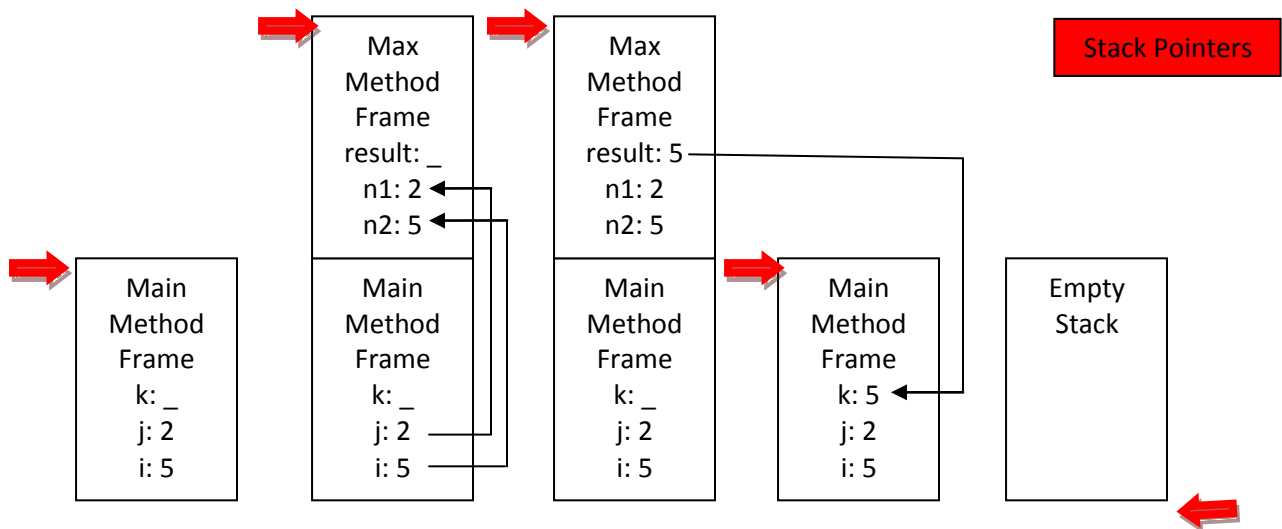 Stack Pointers
Max
Method
Frame
result: _
n1: 2
n2: 5
Max
Method
Frame
result: 5
n1: 2
n2: 5
Main
Method
Frame
k: _
j: 2
i: 5
Main
Method
Frame
k: _
j: 2
i: 5
Main
Method
Frame
k: _
j: 2
i: 5
Main
Method
Frame
k: 5
j: 2
i: 5
Empty
Stack